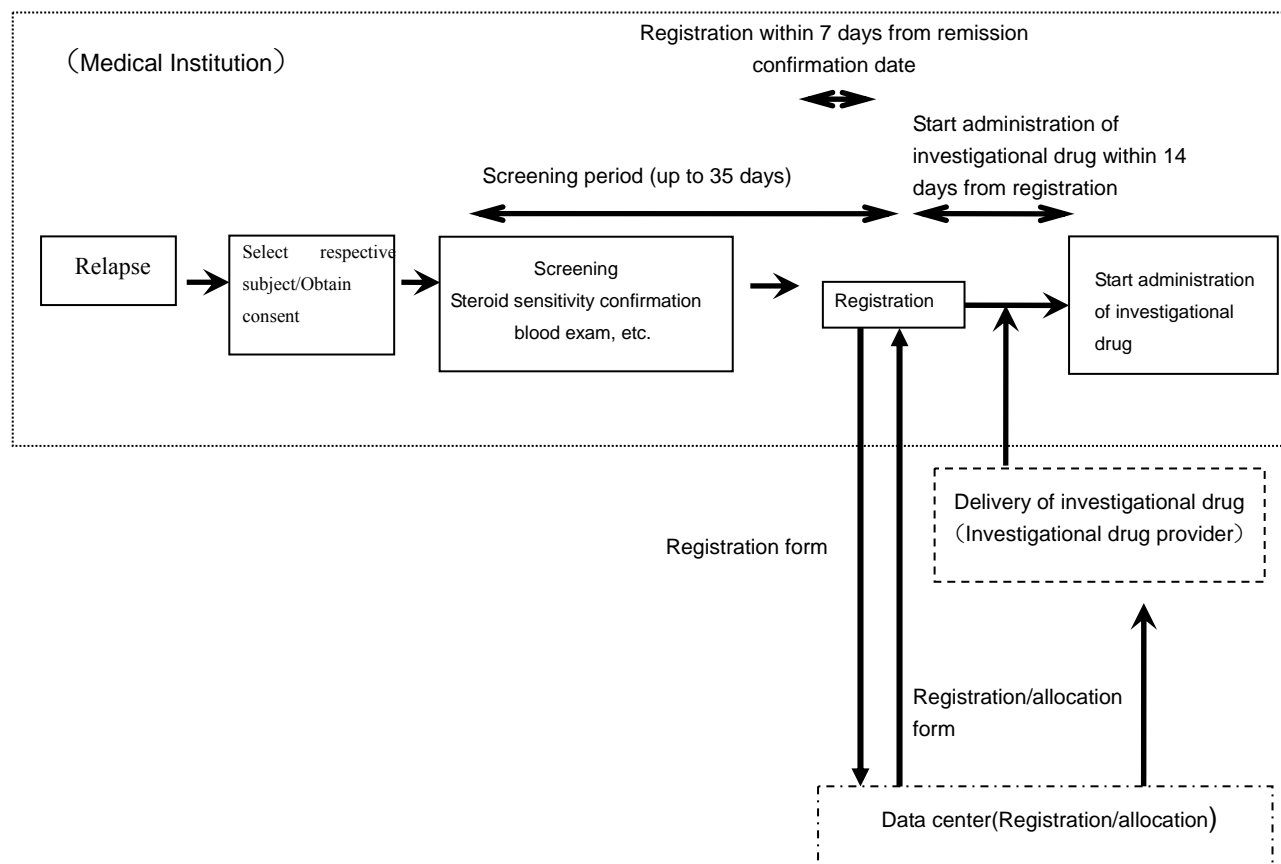 Registration within 7 days from remission
confirmation date
（Medical Institution）
Start administration of
investigational drug within 14
days from registration
Screening period (up to 35 days)
Relapse
Select respective
subject/Obtain
consent
Screening
Steroid sensitivity confirmation
blood exam, etc.
Registration
Start administration
of investigational
drug
Delivery of investigational drug
（Investigational drug provider）
Registration form
Registration/allocation
form
Data center(Registration/allocation)